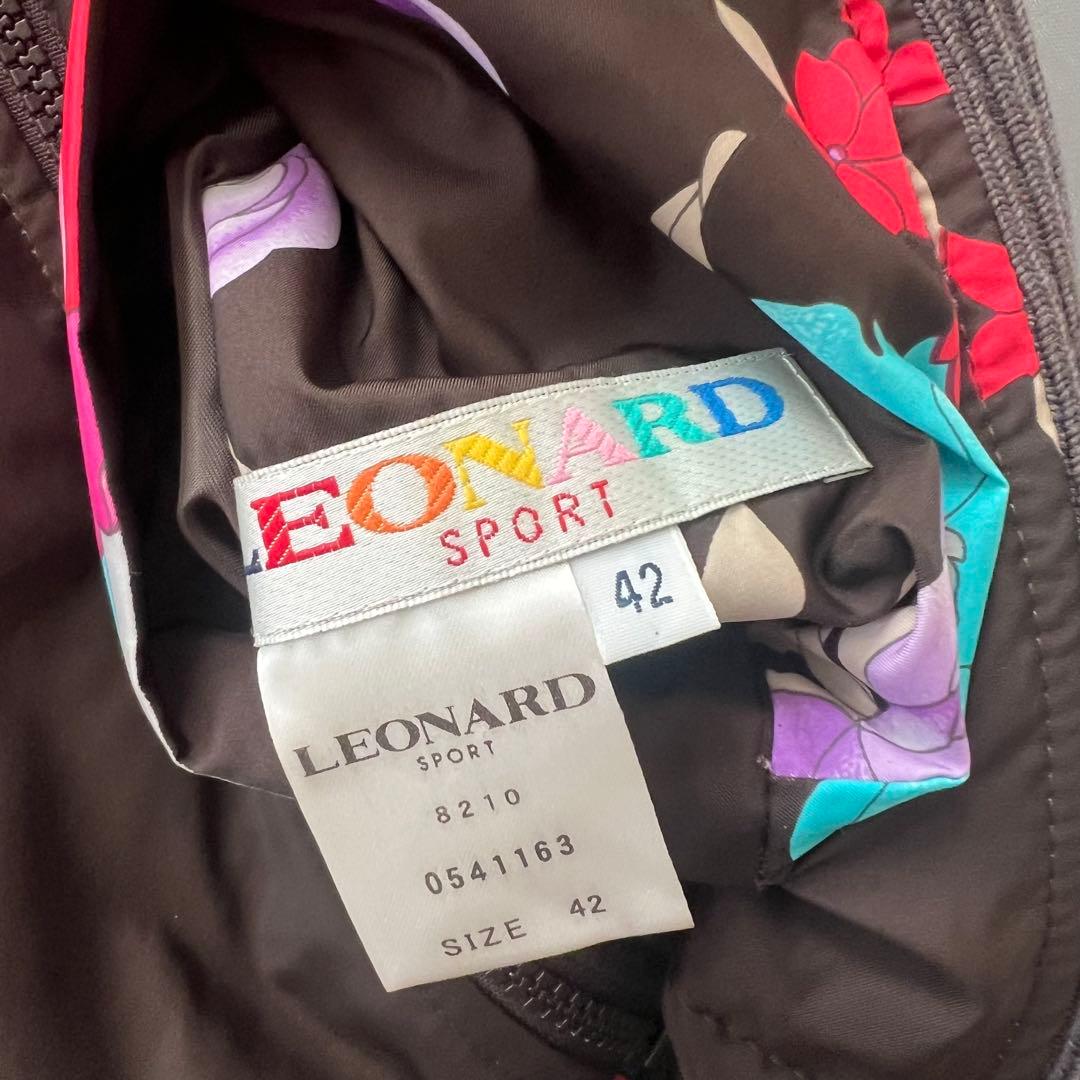 LEONARD
SPORT
42
LEONARD
SPORT
8210
0541163
SIZE 42